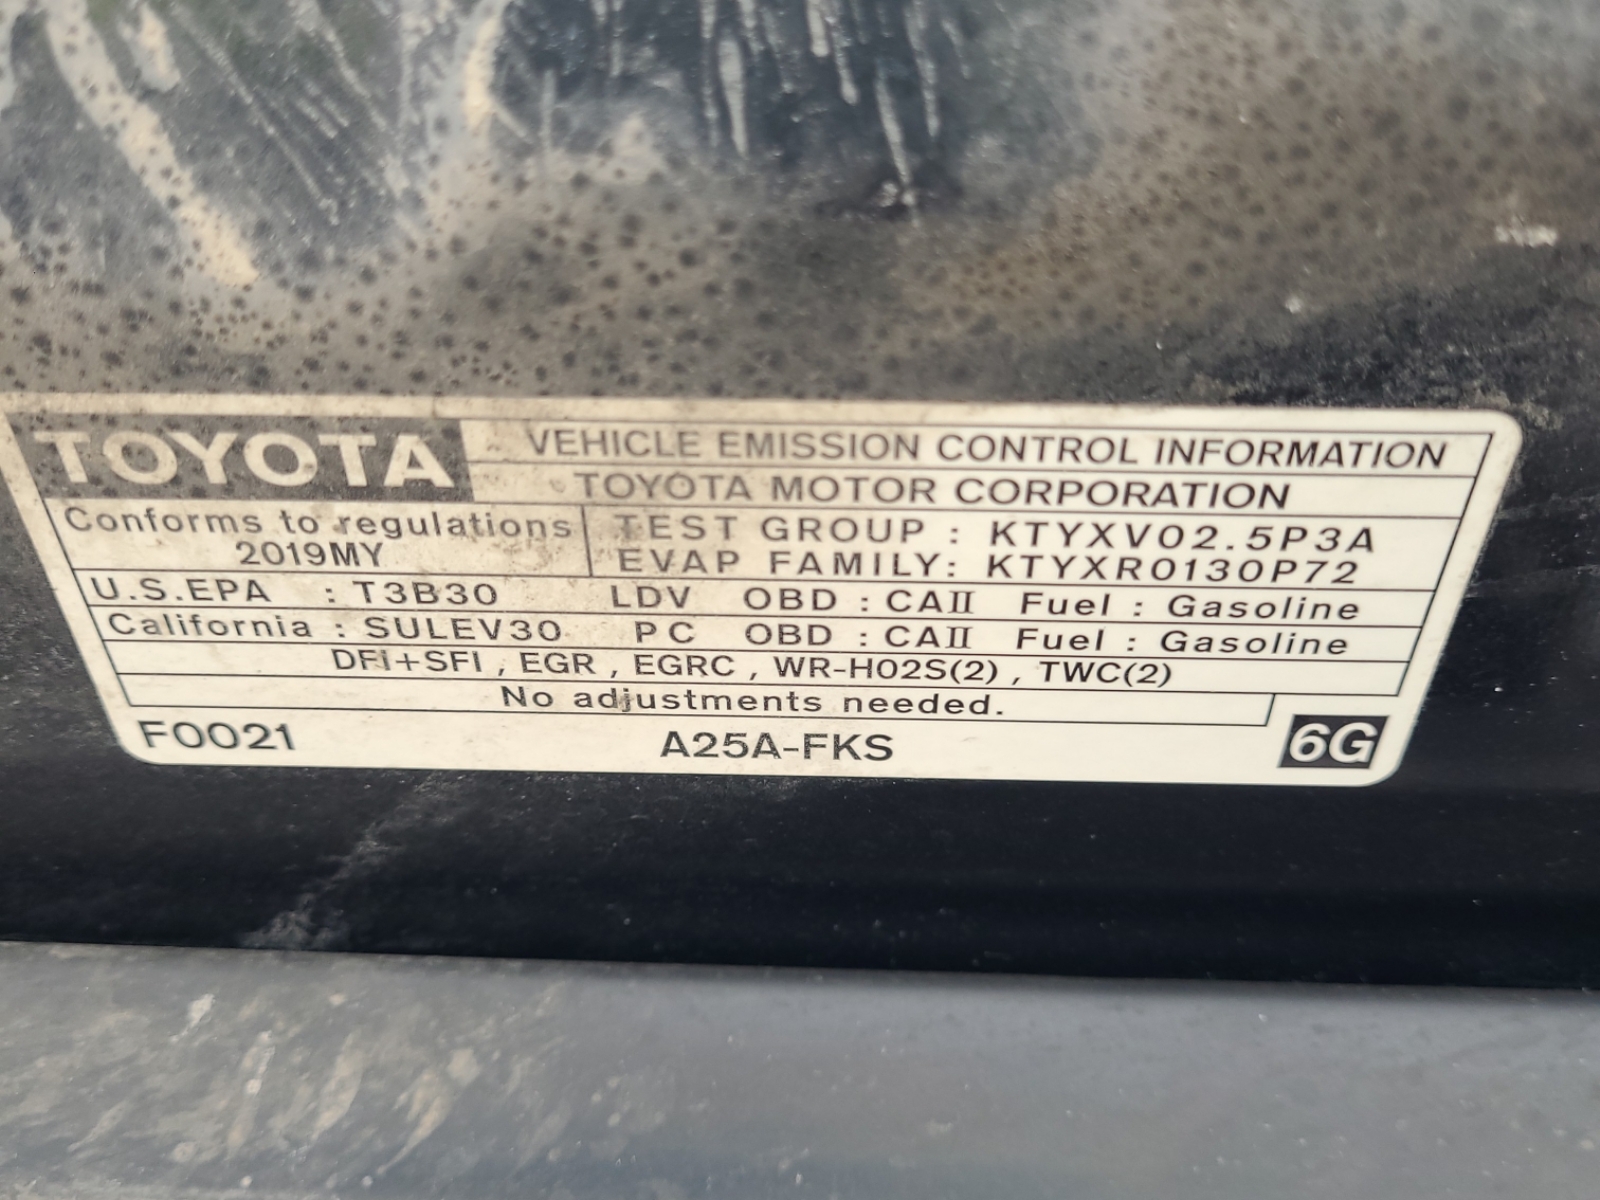 TOYOTA VEHICLE EMISSION CONTROL INFORMATION
TOYOTA MOTOR CORPORATION
Conforms to regulations
2019MY
TEST GROUP : KTYXV02.5P3A
EVAP FAMILY: KTYXR0130P72
U.S.EPA : T3B30 LDV OBD : CAII Fuel : Gasoline
California : SULEV30 PC OBD : CAII Fuel : Gasoline
DFI+SFI , EGR , EGRC , WR-HO2S(2) , TWC(2)
No adjustments needed.
F0021 A25A-FKS 6G